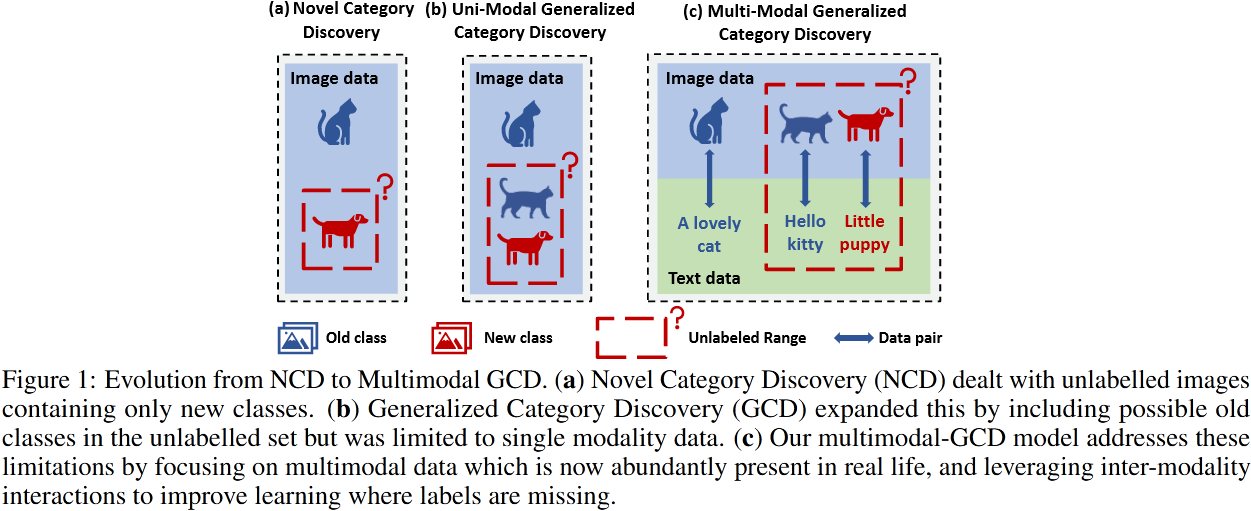 (a) Novel Category
Discovery
(b) Uni-Modal Generalized
Category Discovery
(c) Multi-Modal Generalized
Category Discovery
Image data
?
Image data
?
Image data
?
A lovely
cat
Hello
kitty
Little
puppy
Text data
Old class
New class
?
Unlabeled Range
Data pair
Figure 1: Evolution from NCD to Multimodal GCD. (a) Novel Category Discovery (NCD) dealt with unlabelled images
containing only new classes. (b) Generalized Category Discovery (GCD) expanded this by including possible old
classes in the unlabelled set but was limited to single modality data. (c) Our multimodal-GCD model addresses these
limitations by focusing on multimodal data which is now abundantly present in real life, and leveraging inter-modality
interactions to improve learning where labels are missing.